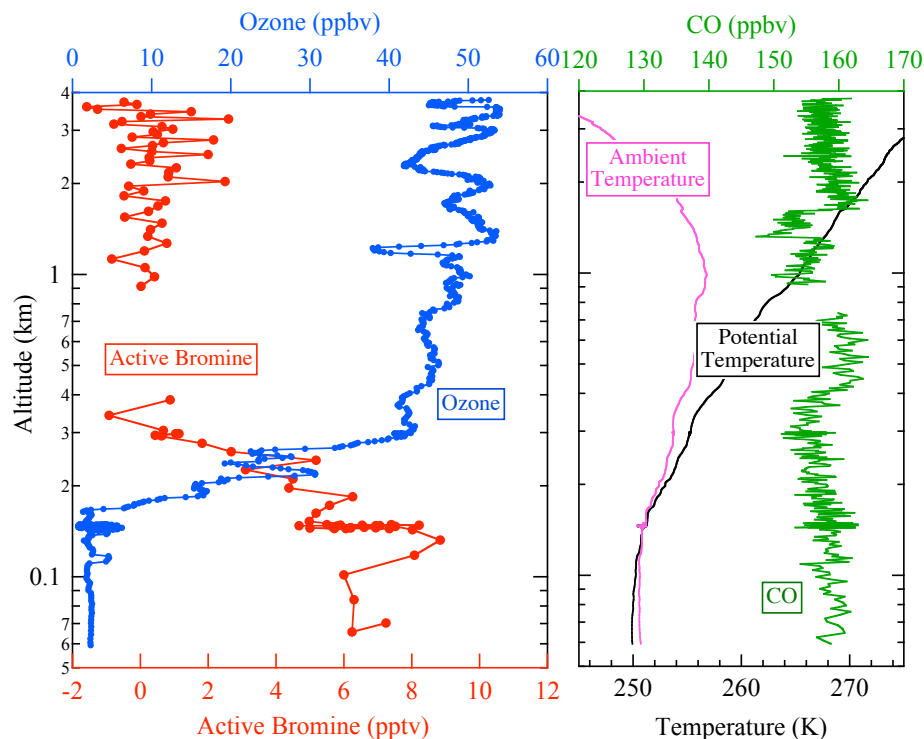 Ozone (ppbv)
0 10 20 30 40 50 60
CO (ppbv)
120 130 140 150 160 170
Altitude (km)
4
3
2
1
7
6
5
4
3
2
0.1
7
6
5
Active Bromine
Ozone
Ambient
Temperature
Potential
Temperature
CO
-2 0 2 4 6 8 10 12
Active Bromine (pptv)
250 260 270
Temperature (K)